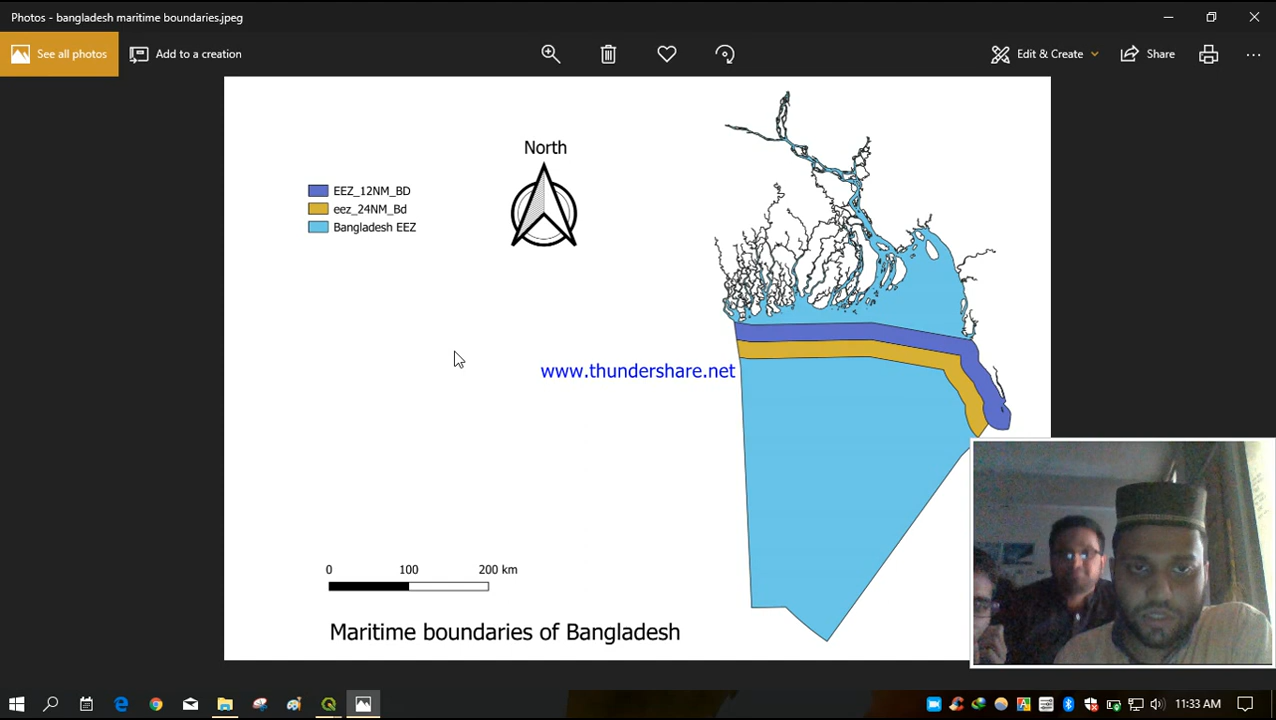 Photos - bangladesh maritime boundaries.jpeg
See all photos
Add to a creation
Edit & Create
Share
North
EEZ_12NM_BD
eez_24NM_Bd
Bangladesh EEZ
www.thundershare.net
0 100 200 km
Maritime boundaries of Bangladesh
11:33 AM